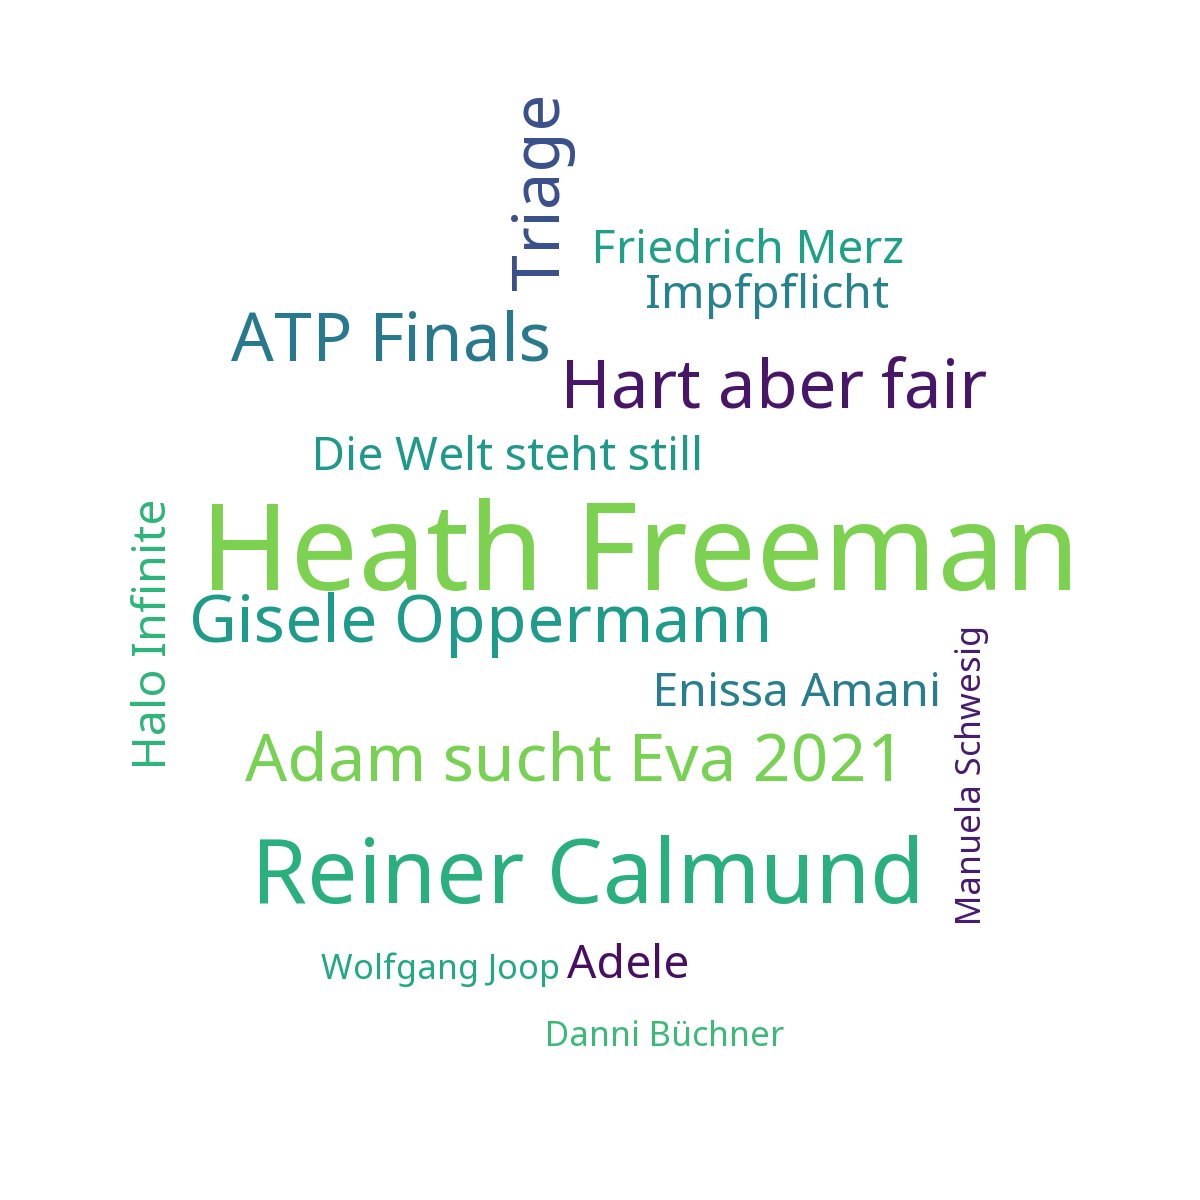 Triage
Friedrich Merz
Impfpflicht
ATP Finals
Hart aber fair
Die Welt steht still
Heath Freeman
Halo Infinite
Gisele Oppermann
Enissa Amani
Manuela Schwesig
Adam sucht Eva 2021
Reiner Calmund
Wolfgang Joop
Adele
Danni Büchner